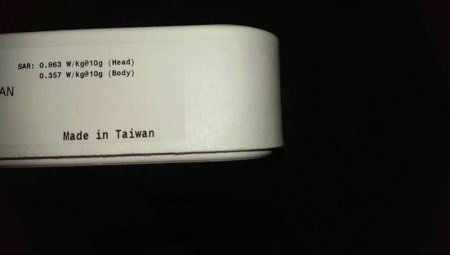 SAR: 0.863 W/kg@10g (Head)
0.357 W/kg@10g (Body)
AN
Made in Taiwan